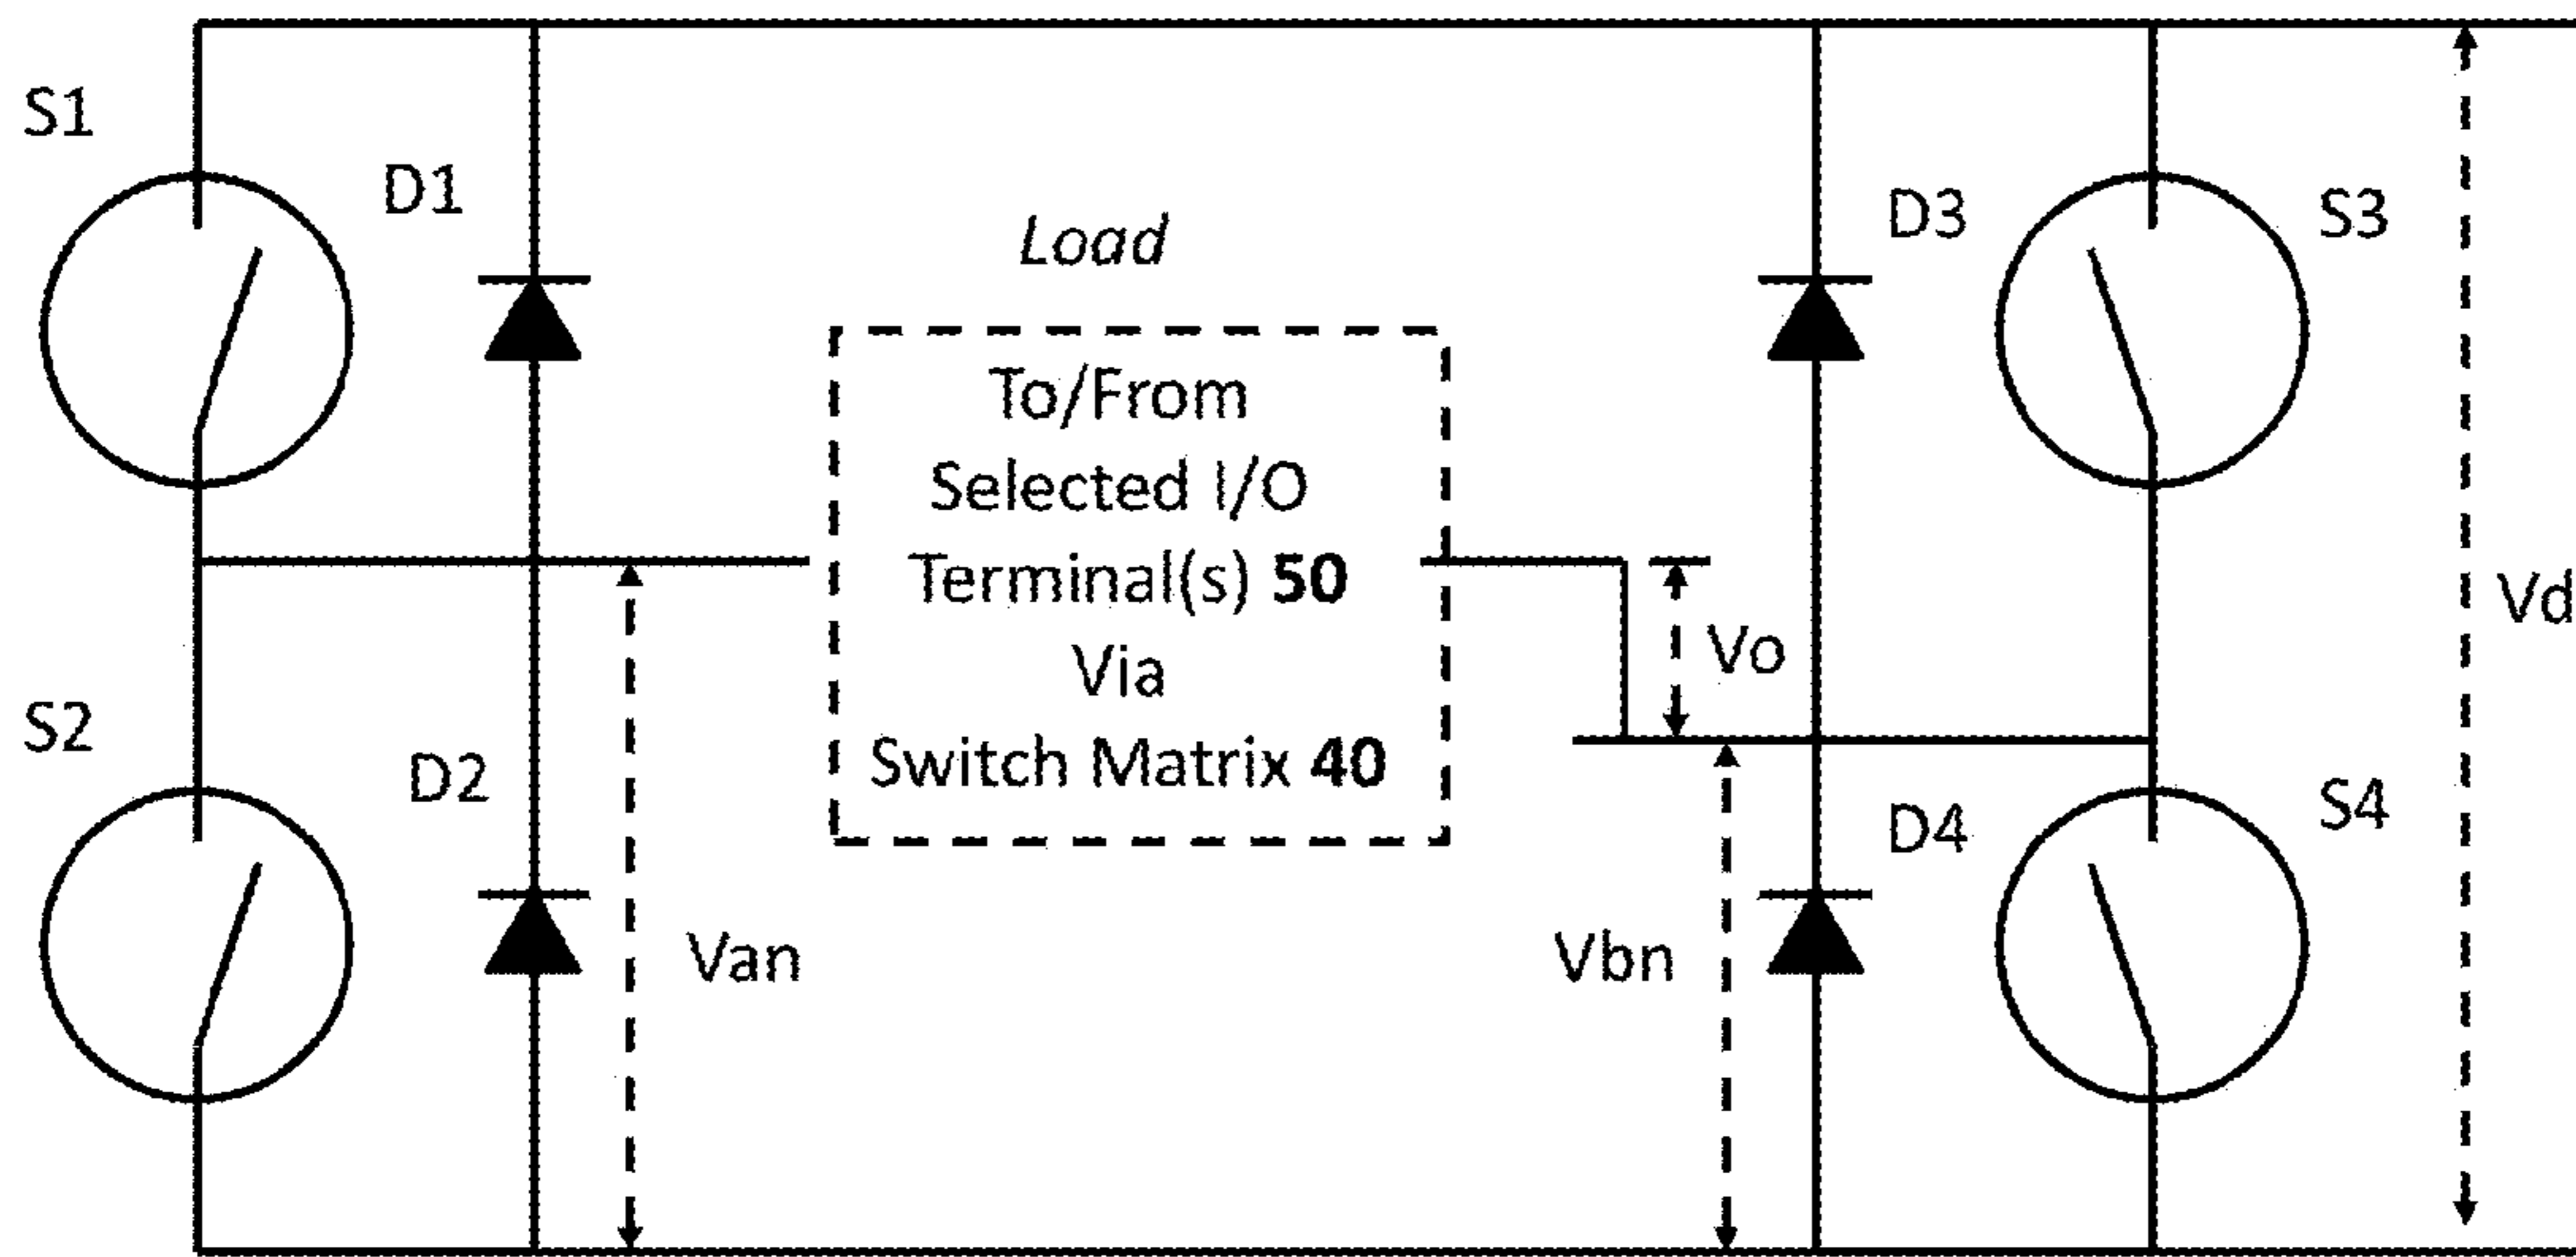 S1
D1
Load
D3
S3
To/From
Selected I/O
Terminal(s) 50
Via
Switch Matrix 40
Vo
Vd
S2
D2
D4
S4
Van
Vbn